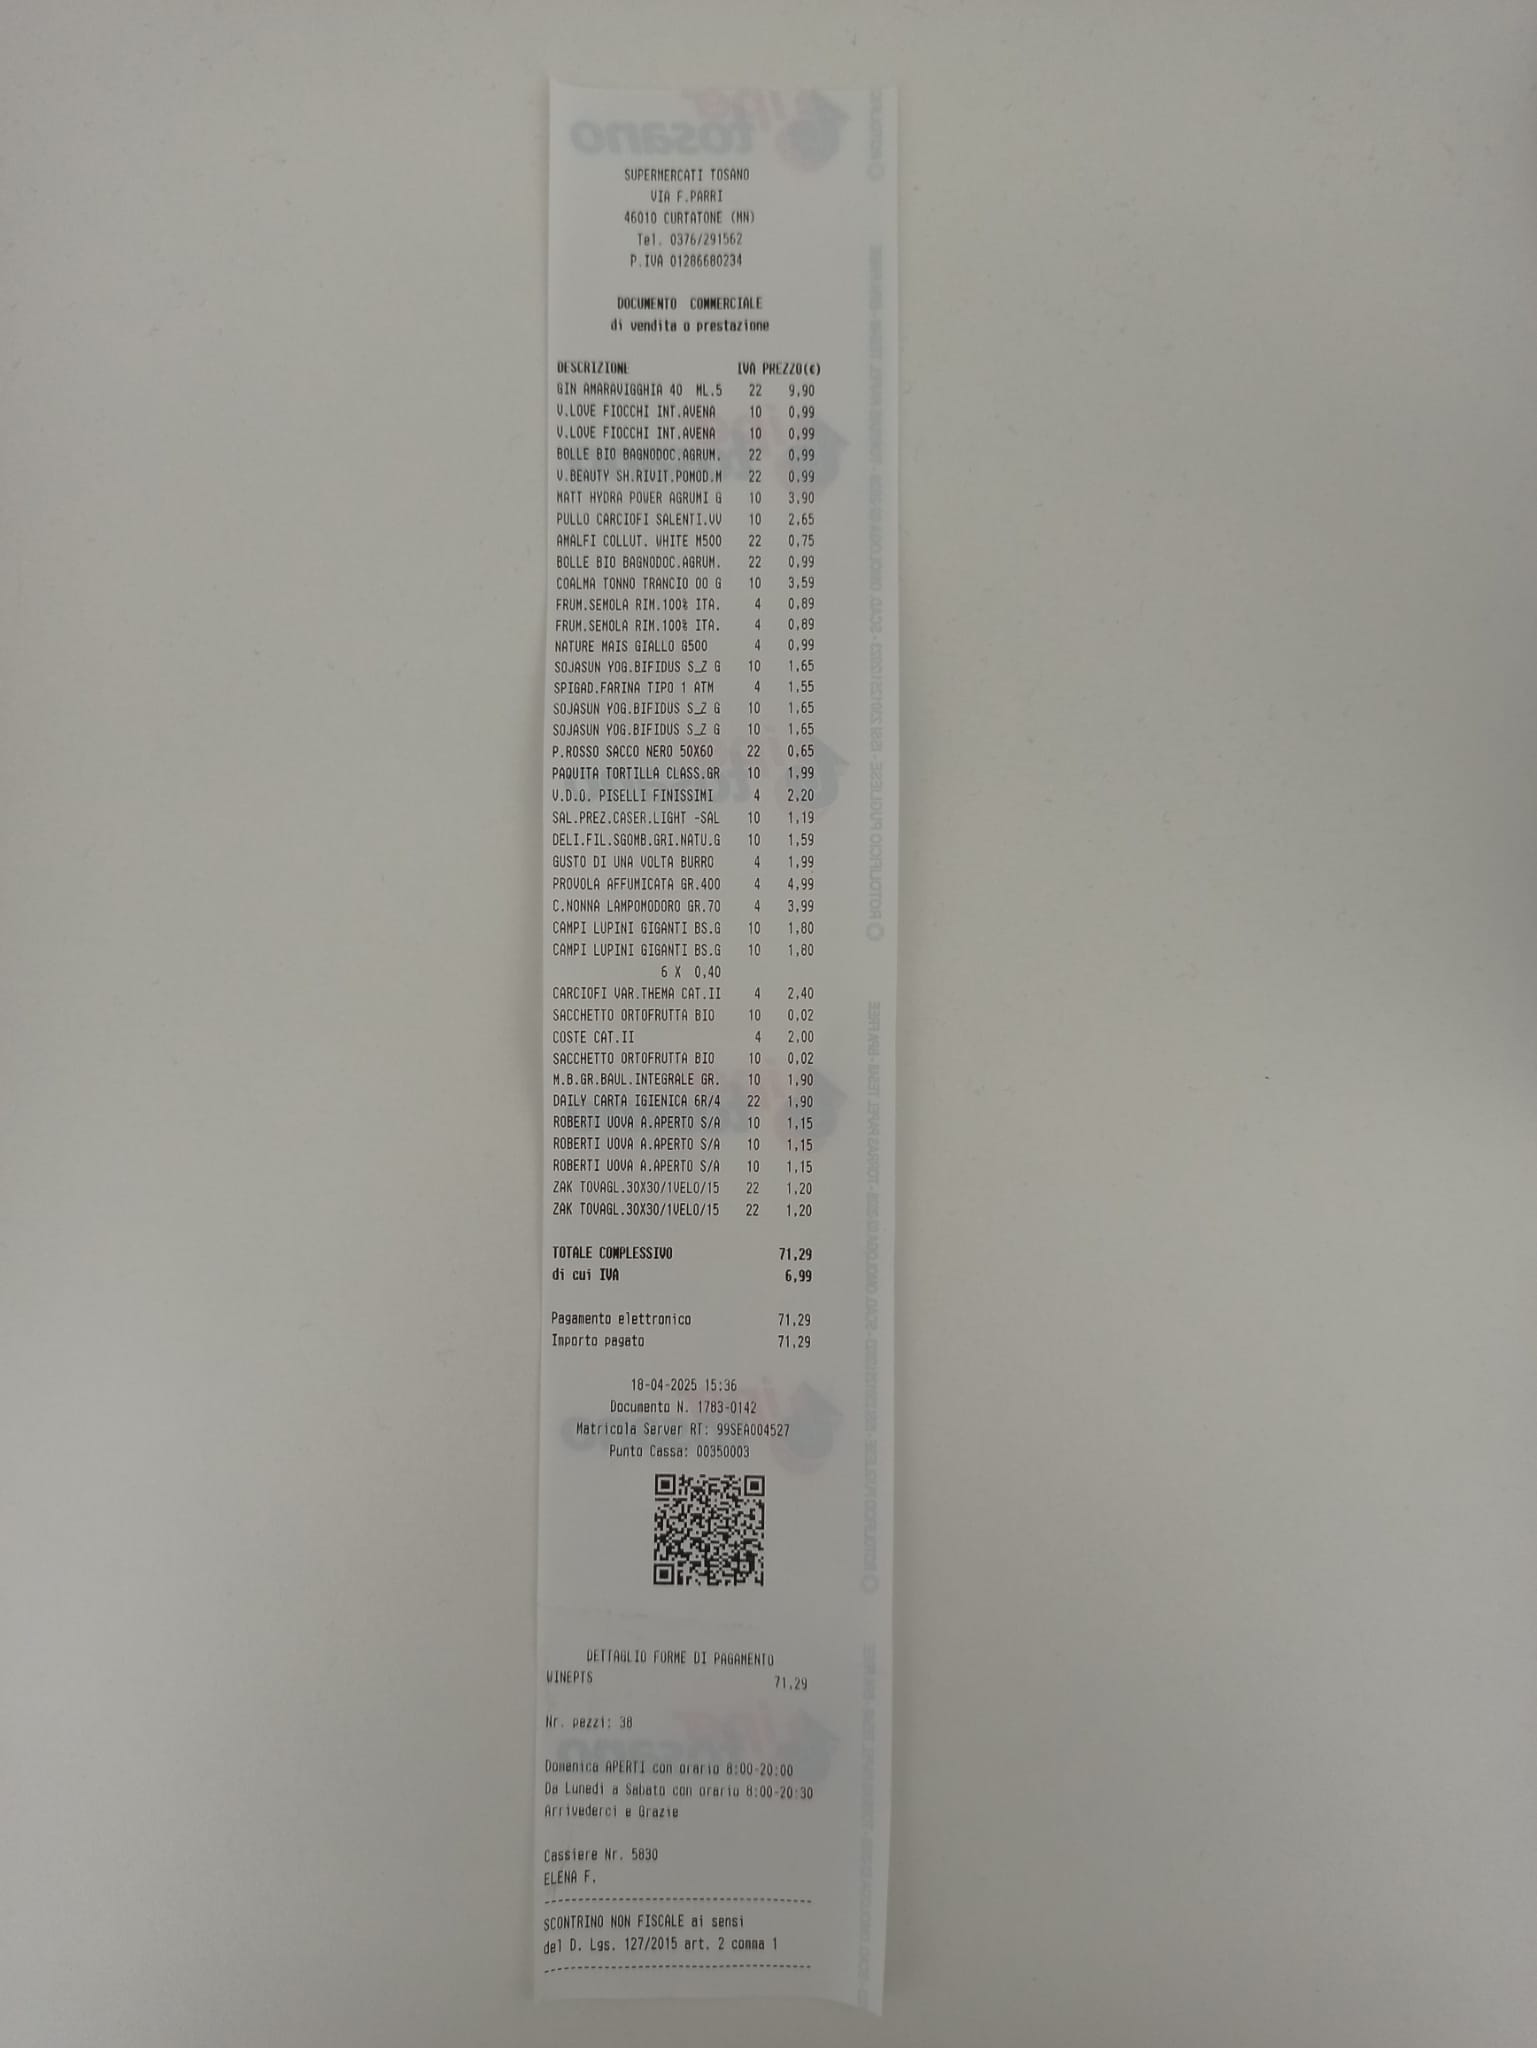 SUPERMERCATI TOSANO
VIA F.PARRI
46010 CURTATONE (MN)
Tel. 0376/291562
P.IVA 01286680234
DOCUMENTO COMMERCIALE
di vendita o prestazione
DESCRIZIONE IVA PREZZO(€)
GIN AMARAVIGGHIA 40 ML.5 22 9,90
V.LOVE FIOCCHI INT.AVENA 10 0,99
V.LOVE FIOCCHI INT.AVENA 10 0,99
BOLLE BIO BAGNODOC.AGRUM. 22 0,99
V.BEAUTY SH.RIVIT.POMOD.M 22 0,99
MATT HYDRA POWER AGRUMI G 10 3,90
PULLO CARCIOFI SALENTI.VV 10 2,65
AMALFI COLLUT. WHITE M500 22 0,75
BOLLE BIO BAGNODOC.AGRUM. 22 0,99
COALMA TONNO TRANCIO OO G 10 3,59
FRUM.SEMOLA RIM.100% ITA. 4 0,89
FRUM.SEMOLA RIM.100% ITA. 4 0,89
NATURE MAIS GIALLO G500 4 0,99
SOJASUN YOG.BIFIDUS S_Z G 10 1,65
SPIGAD.FARINA TIPO 1 ATM 4 1,55
SOJASUN YOG.BIFIDUS S_Z G 10 1,65
SOJASUN YOG.BIFIDUS S_Z G 10 1,65
P.ROSSO SACCO NERO 50X60 22 0,65
PAQUITA TORTILLA CLASS.GR 10 1,99
V.D.O. PISELLI FINISSIMI 4 2,20
SAL.PREZ.CASER.LIGHT -SAL 10 1,19
DELI.FIL.SGOMB.GRI.NATU.G 10 1,59
GUSTO DI UNA VOLTA BURRO 4 1,99
PROVOLA AFFUMICATA GR.400 4 4,99
C.NONNA LAMPOMODORO GR.70 4 3,99
CAMPI LUPINI GIGANTI BS.G 10 1,80
CAMPI LUPINI GIGANTI BS.G 10 1,80
6 X 0,40
CARCIOFI VAR.THEMA CAT.II 4 2,40
SACCHETTO ORTOFRUTTA BIO 10 0,02
COSTE CAT.II 4 2,00
SACCHETTO ORTOFRUTTA BIO 10 0,02
M.B.GR.BAUL.INTEGRALE GR. 10 1,90
DAILY CARTA IGIENICA 6R/4 22 1,90
ROBERTI UOVA A.APERTO S/A 10 1,15
ROBERTI UOVA A.APERTO S/A 10 1,15
ROBERTI UOVA A.APERTO S/A 10 1,15
ZAK TOVAGL.30X30/1VELO/15 22 1,20
ZAK TOVAGL.30X30/1VELO/15 22 1,20
TOTALE COMPLESSIVO 71,29
di cui IVA 6,99
Pagamento elettronico 71,29
Importo pagato 71,29
18-04-2025 15:36
Documento N. 1783-0142
Matricola Server RT: 99SEA004527
Punto Cassa: 00350003
DETTAGLIO FORME DI PAGAMENTO
WINEPTS 71,29
Nr. pezzi: 38
Domenica APERTI con orario 8:00-20:00
Da Lunedi a Sabato con orario 8:00-20:30
Arrivederci e Grazie
Cassiere Nr. 5830
ELENA F.
SCONTRINO NON FISCALE ai sensi
del D. Lgs. 127/2015 art. 2 comma 1